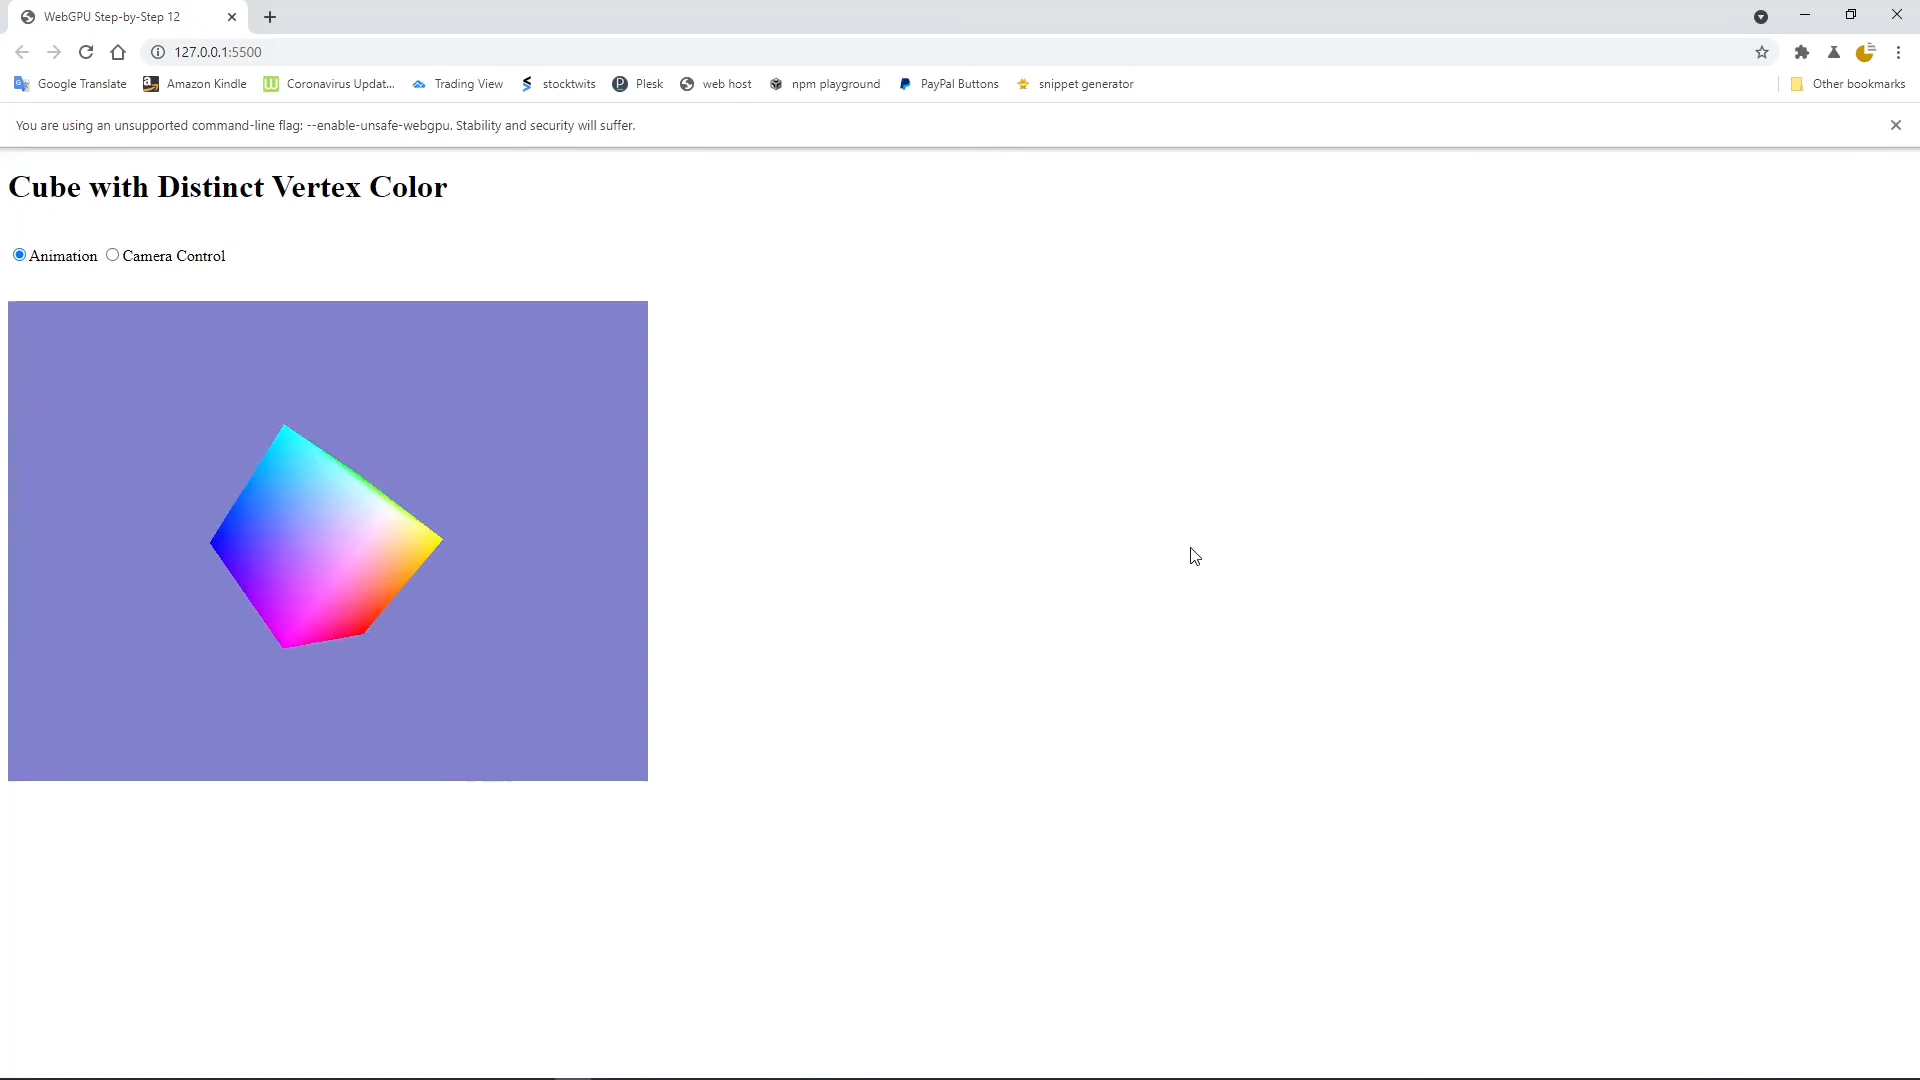 WebGPU Step-by-Step 12
127.0.0.1:5500
Google Translate Amazon Kindle Coronavirus Updat... Trading View stocktwits Plesk web host npm playground PayPal Buttons snippet generator Other bookmarks
You are using an unsupported command-line flag: --enable-unsafe-webgpu. Stability and security will suffer.
Cube with Distinct Vertex Color
Animation Camera Control